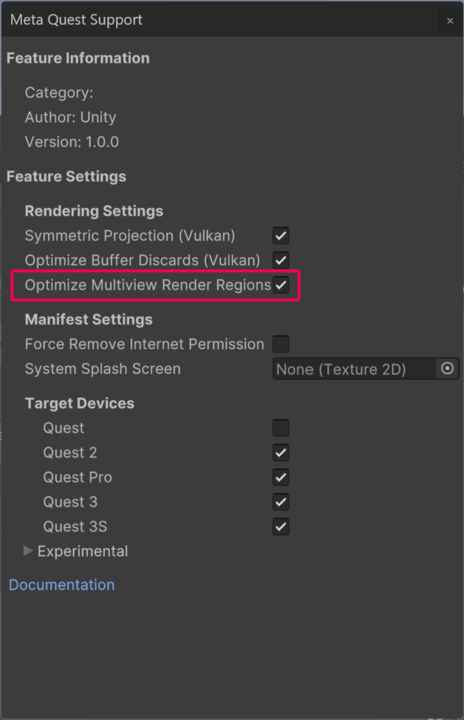 Meta Quest Support
Feature Information
Category:
Author: Unity
Version: 1.0.0
Feature Settings
Rendering Settings
Symmetric Projection (Vulkan)
Optimize Buffer Discards (Vulkan)
Optimize Multiview Render Regions
Manifest Settings
Force Remove Internet Permission
System Splash Screen None (Texture 2D)
Target Devices
Quest
Quest 2
Quest Pro
Quest 3
Quest 3S
Experimental
Documentation